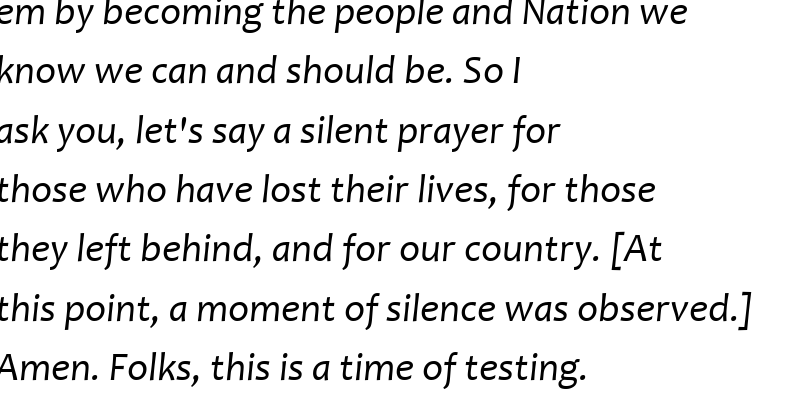 em by becoming the people and Nation we
know we can and should be. So I
ask you, let's say a silent prayer for
those who have lost their lives, for those
they left behind, and for our country. [At
this point, a moment of silence was observed.]
Amen. Folks, this is a time of testing.